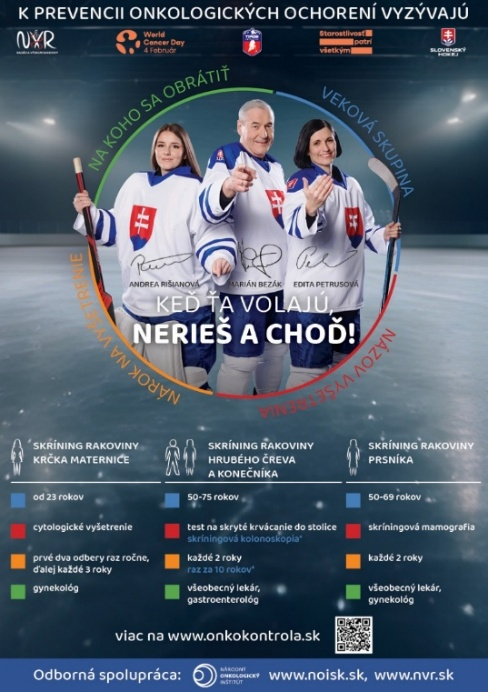 K PREVENCII ONKOLOGICKÝCH OCHORENÍ VYZÝVAJÚ
NVR
World
Cancer Day
4 Február
Starostlivosť
patrí
všetkým
SLOVENSKÝ
HOKEJ
NA KOHO SA OBRÁTIŤ
VEKOVÁ SKUPINA
NÁROK NA VYŠETRENIE
NÁZOV VYŠETRENIA
ANDREA RIŠIANOVÁ
MARIÁN BEZÁK
EDITA PETRUSOVÁ
KEĎ ŤA VOLAJÚ,
NERIEŠ A CHOĎ!
SKRÍNING RAKOVINY
KRČKA MATERNICE
od 23 rokov
cytologické vyšetrenie
prvé dva odbery raz ročne,
ďalej každé 3 roky
gynekológ
SKRÍNING RAKOVINY
HRUBÉHO ČREVA
A KONEČNÍKA
50-75 rokov
test na skryté krvácanie do stolice
skríningová kolonoskopia*
každé 2 roky
raz za 10 rokov*
všeobecný lekár,
gastroenterológ
SKRÍNING RAKOVINY
PRSNÍKA
50-69 rokov
skríningová mamografia
každé 2 roky
všeobecný lekár,
gynekológ
viac na www.onkokontrola.sk
Odborná spolupráca:
NÁRODNÝ
ONKOLOGICKÝ
INŠTITÚT
www.noisk.sk, www.nvr.sk